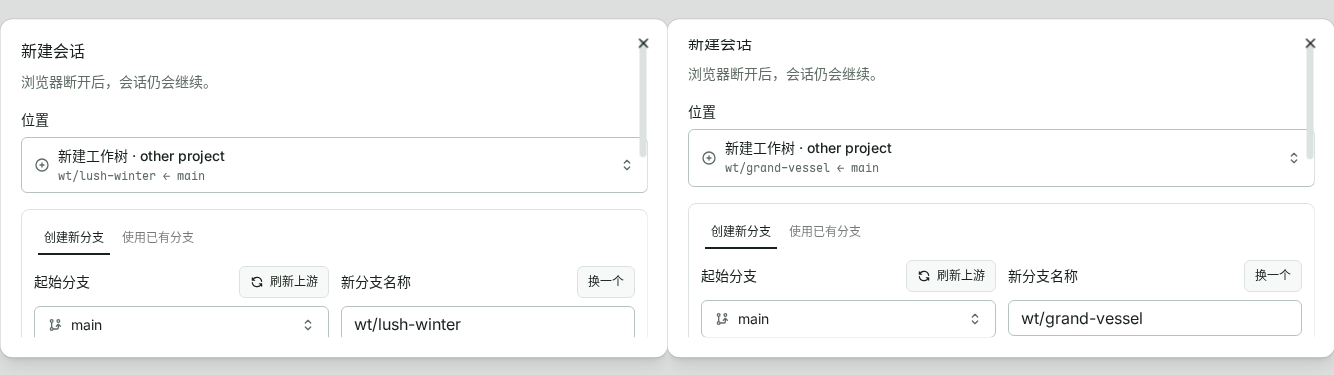 新建会话
浏览器断开后，会话仍会继续。
位置
新建工作树 · other project
wt/lush-winter ← main
创建新分支 使用已有分支
起始分支 刷新上游 新分支名称 换一个
main wt/lush-winter
新建会话
浏览器断开后，会话仍会继续。
位置
新建工作树 · other project
wt/grand-vessel ← main
创建新分支 使用已有分支
起始分支 刷新上游 新分支名称 换一个
main wt/grand-vessel